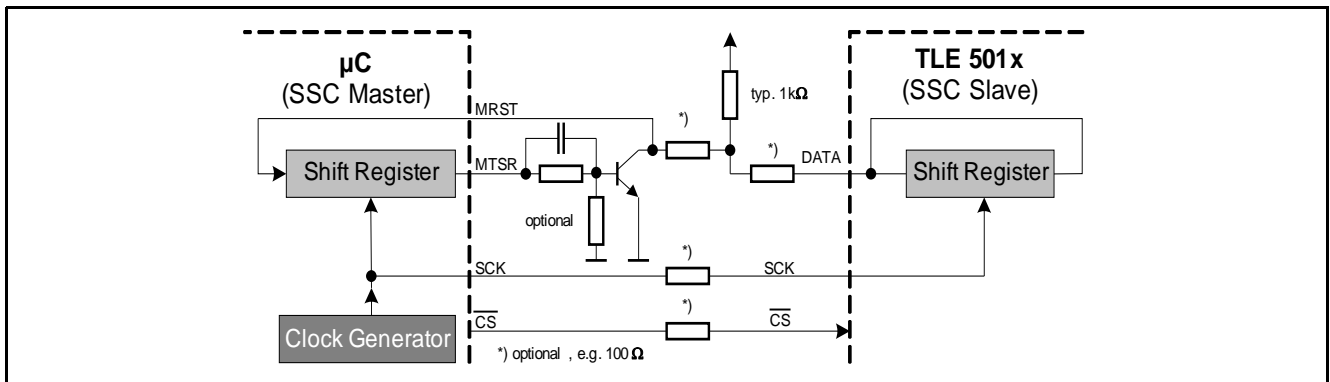 µC
(SSC Master)
TLE 501x
(SSC Slave)
typ. 1kΩ
MRST
*)
*)
DATA
MTSR
Shift Register
Shift Register
optional
*)
SCK
SCK
*)
CS
CS
Clock Generator
*) optional , e.g. 100 Ω